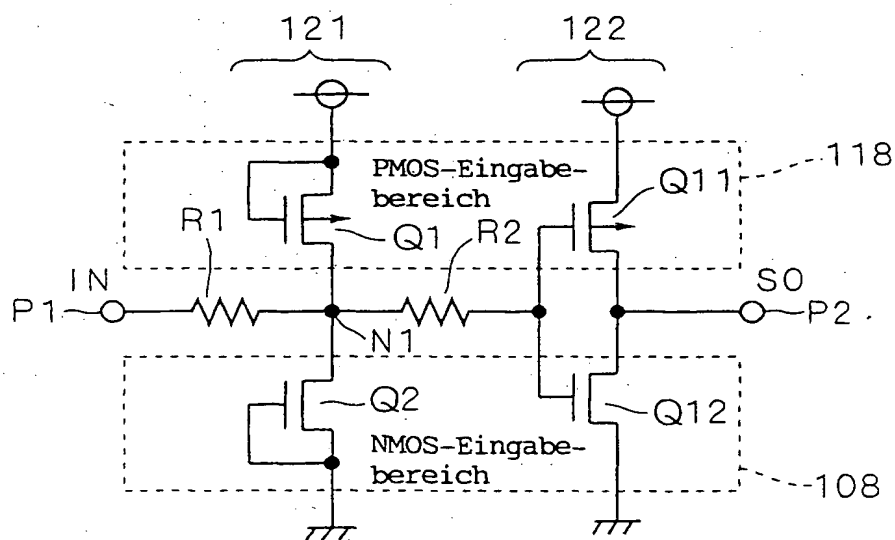 121
122
PMOS-Eingabe-
bereich
118
Q11
R1
Q1
R2
IN
SO
P1
P2
N1
Q2
Q12
NMOS-Eingabe-
bereich
108